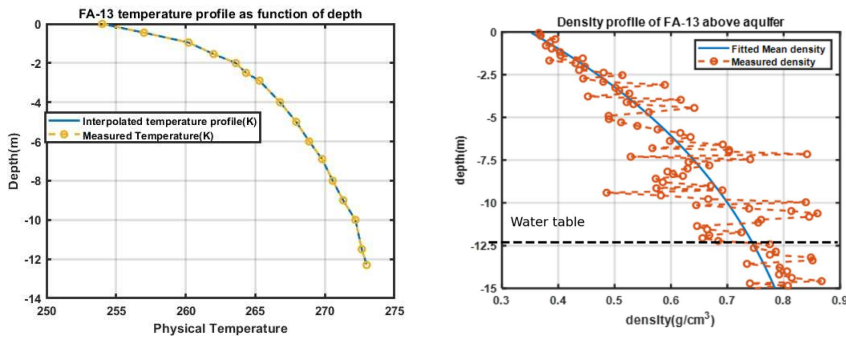 FA-13 temperature profile as function of depth
0
-2
-4
-6
-8
-10
-12
-14
Depth(m)
Interpolated temperature profile(K)
Measured Temperature(K)
250 255 260 265 270 275
Physical Temperature
Density profile of FA-13 above aquifer
0
-2.5
-5
-7.5
-10
-12.5
-15
depth(m)
Fitted Mean density
Measured density
Water table
0.3 0.4 0.5 0.6 0.7 0.8 0.9
density(g/cm³)